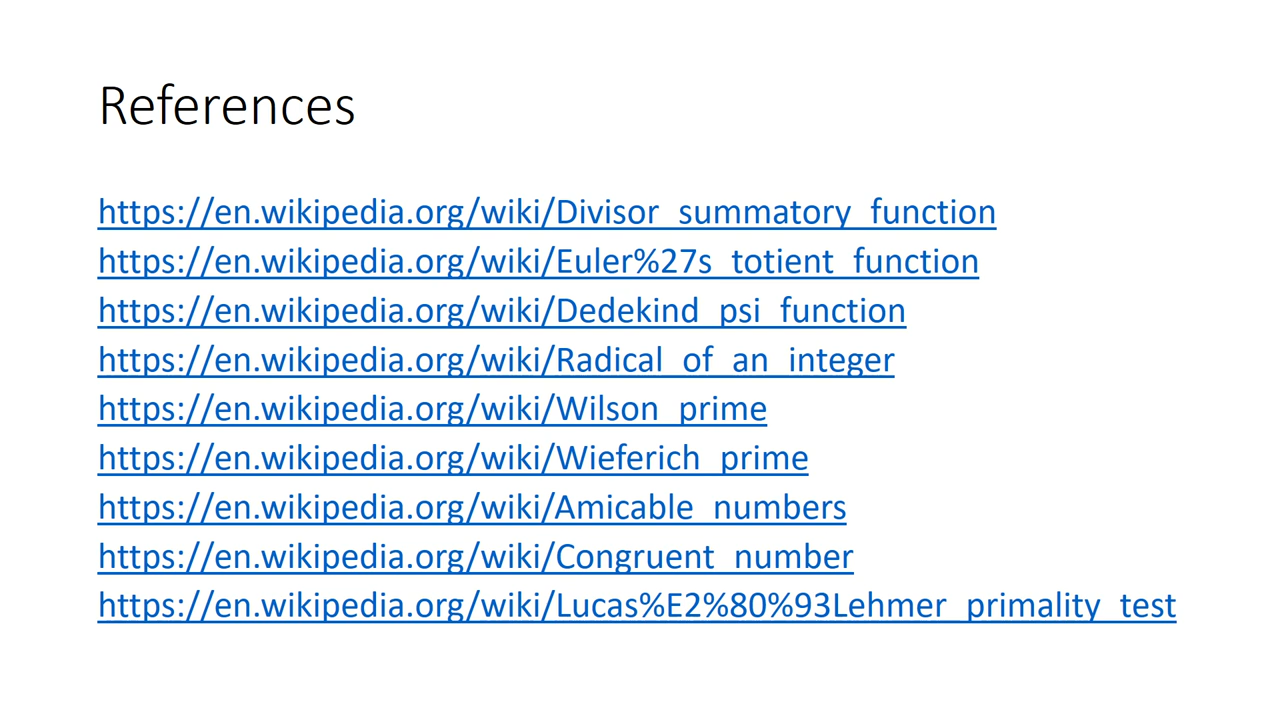 References
https://en.wikipedia.org/wiki/Divisor_summatory_function
https://en.wikipedia.org/wiki/Euler%27s_totient_function
https://en.wikipedia.org/wiki/Dedekind_psi_function
https://en.wikipedia.org/wiki/Radical_of_an_integer
https://en.wikipedia.org/wiki/Wilson_prime
https://en.wikipedia.org/wiki/Wieferich_prime
https://en.wikipedia.org/wiki/Amicable_numbers
https://en.wikipedia.org/wiki/Congruent_number
https://en.wikipedia.org/wiki/Lucas%E2%80%93Lehmer_primality_test